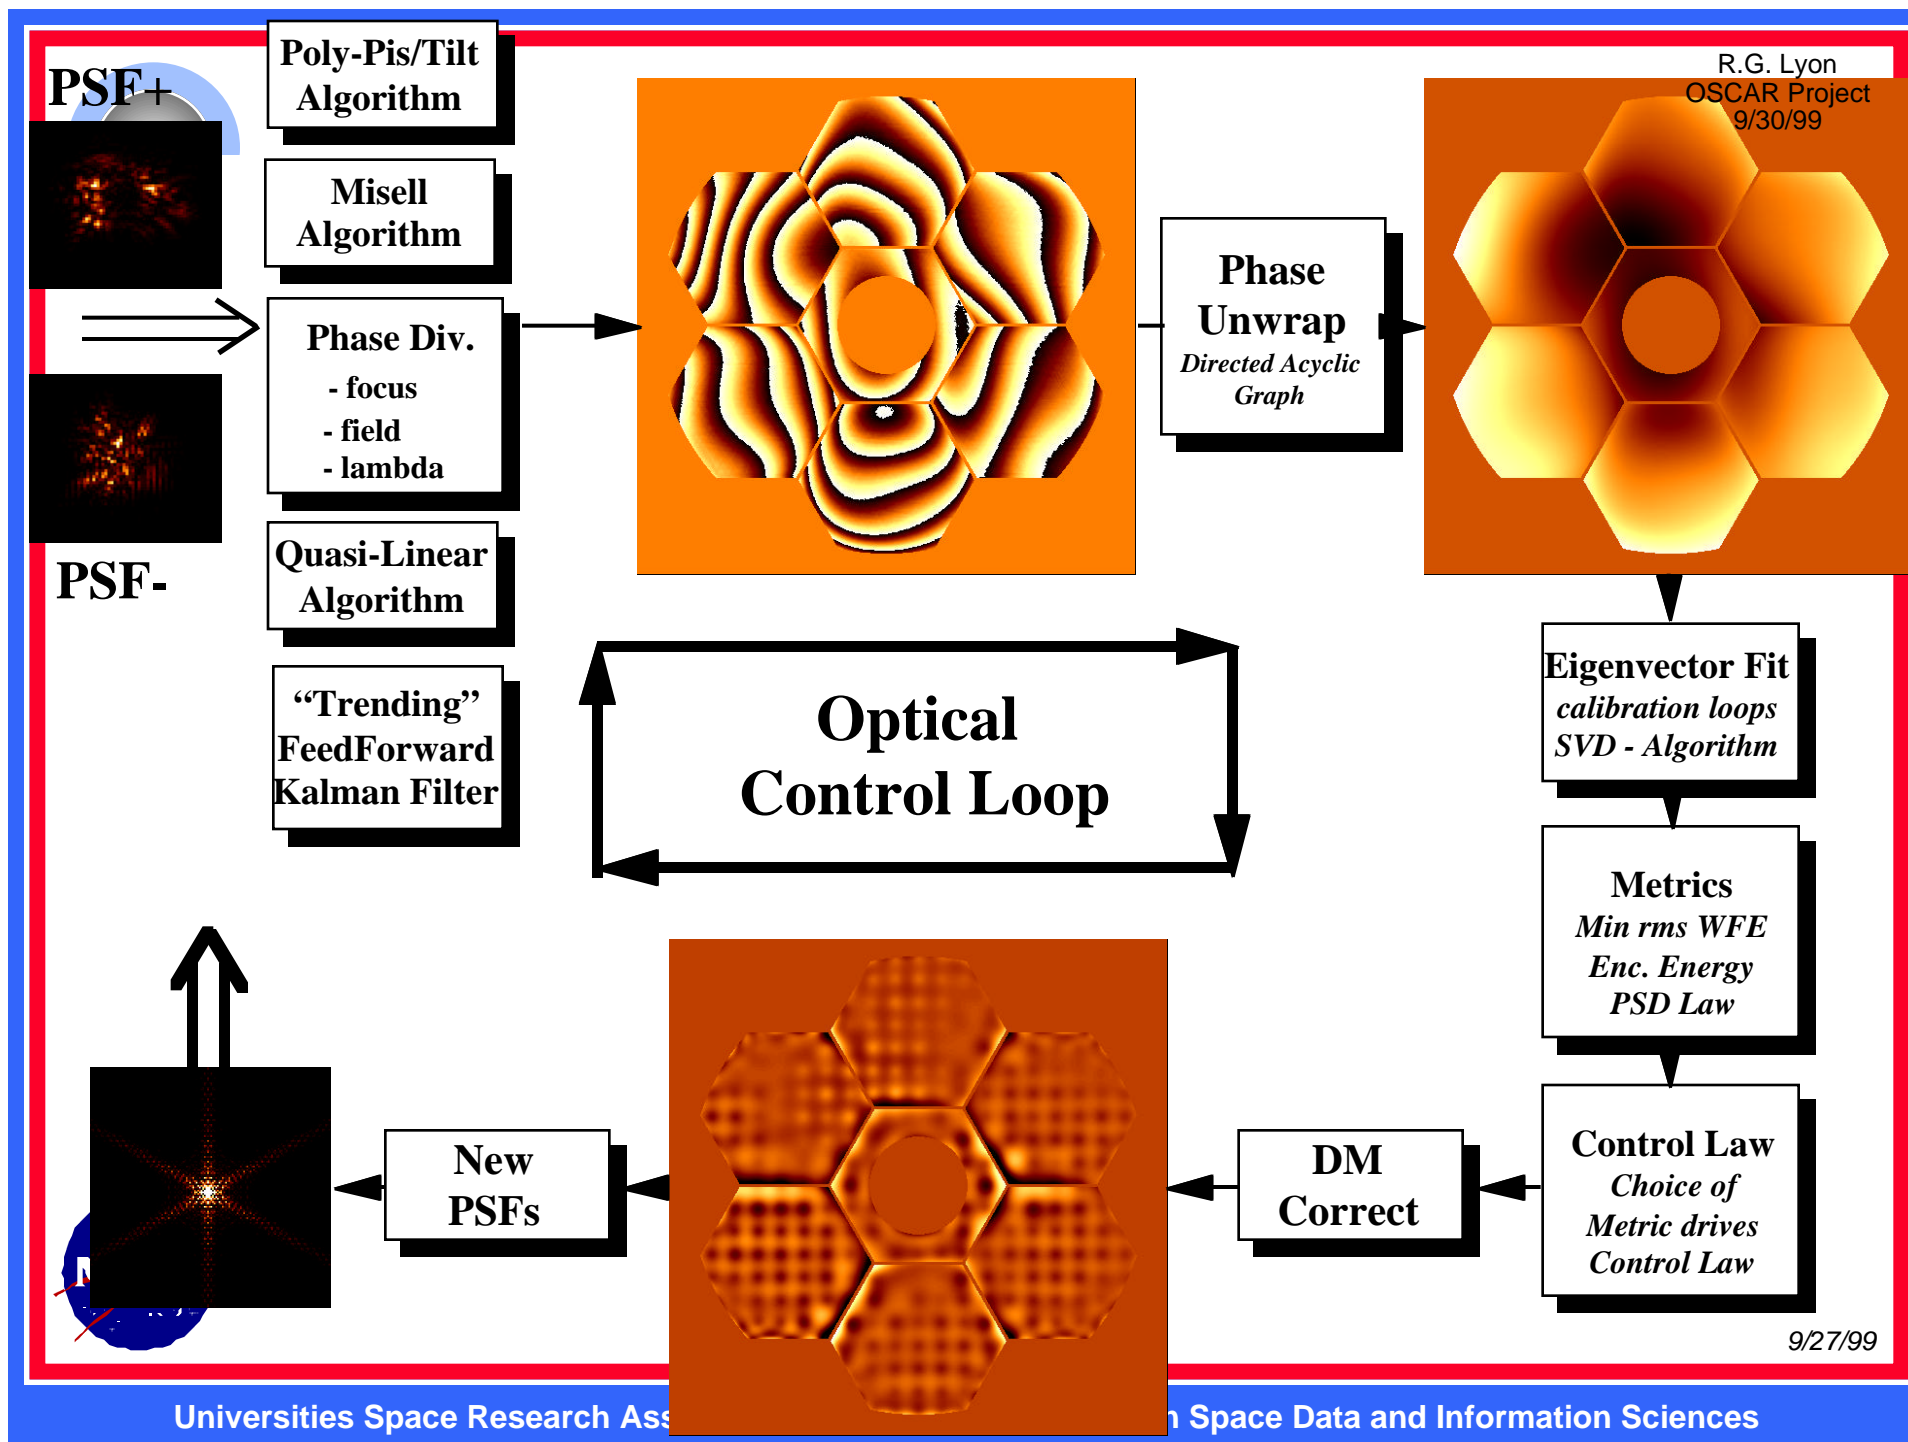 R.G. Lyon
OSCAR Project
9/30/99
PSF+
Poly-Pis/Tilt
Algorithm
Misell
Algorithm
Phase Div.
- focus
- field
- lambda
PSF-
Quasi-Linear
Algorithm
“Trending”
FeedForward
Kalman Filter
Phase
Unwrap
Directed Acyclic
Graph
Optical
Control Loop
Eigenvector Fit
calibration loops
SVD - Algorithm
Metrics
Min rms WFE
Enc. Energy
PSD Law
Control Law
Choice of
Metric drives
Control Law
DM
Correct
New
PSFs
9/27/99
Universities Space Research
Space Data and Information Sciences